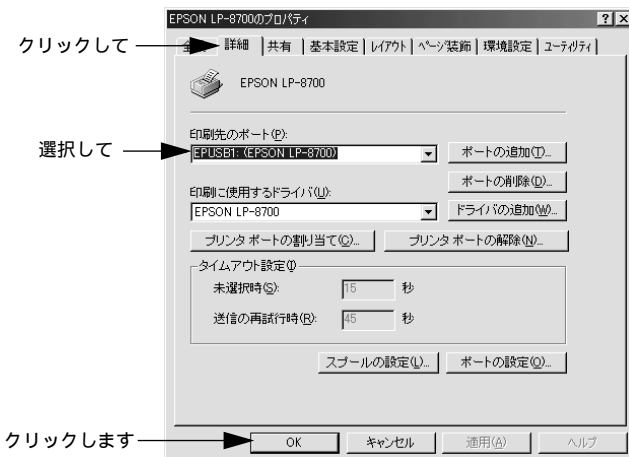 EPSON LP-8700のプロパティ
クリックして
詳細 共有 基本設定 レイアウト ページ装飾 環境設定 ユーティリティ
EPSON LP-8700
印刷先のポート(P):
選択して
EPUSB1: (EPSON LP-8700)
ポートの追加(T)...
ポートの削除(D)...
印刷に使用するドライバ(U):
EPSON LP-8700
ドライバの追加(W)...
プリンタ ポートの割り当て(C)... プリンタ ポートの解除(N)...
タイムアウト設定
未選択時(S): 15 秒
送信の再試行時(R): 45 秒
スプールの設定(L)... ポートの設定(O)...
クリックします
OK キャンセル 適用(A) ヘルプ